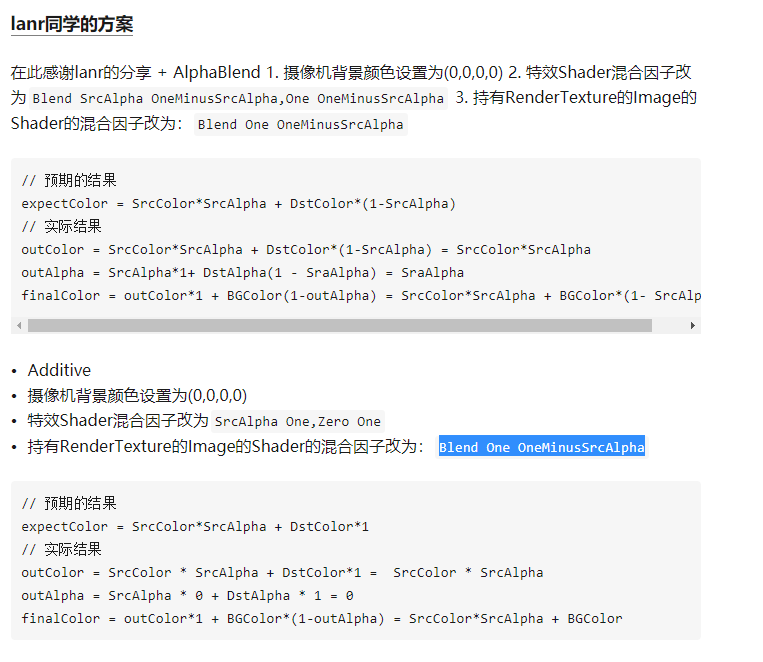 lanr同学的方案
在此感谢lanr的分享 + AlphaBlend 1. 摄像机背景颜色设置为(0,0,0,0) 2. 特效Shader混合因子改
为 Blend SrcAlpha OneMinusSrcAlpha,One OneMinusSrcAlpha 3. 持有RenderTexture的Image的
Shader的混合因子改为： Blend One OneMinusSrcAlpha
// 预期的结果
expectColor = SrcColor*SrcAlpha + DstColor*(1-SrcAlpha)
// 实际结果
outColor = SrcColor*SrcAlpha + DstColor*(1-SrcAlpha) = SrcColor*SrcAlpha
outAlpha = SrcAlpha*1+ DstAlpha(1 - SraAlpha) = SraAlpha
finalColor = outColor*1 + BGColor(1-outAlpha) = SrcColor*SrcAlpha + BGColor*(1- SrcAlp
• Additive
• 摄像机背景颜色设置为(0,0,0,0)
• 特效Shader混合因子改为 SrcAlpha One,Zero One
• 持有RenderTexture的Image的Shader的混合因子改为： Blend One OneMinusSrcAlpha
// 预期的结果
expectColor = SrcColor*SrcAlpha + DstColor*1
// 实际结果
outColor = SrcColor * SrcAlpha + DstColor*1 =  SrcColor * SrcAlpha
outAlpha = SrcAlpha * 0 + DstAlpha * 1 = 0
finalColor = outColor*1 + BGColor*(1-outAlpha) = SrcColor*SrcAlpha + BGColor